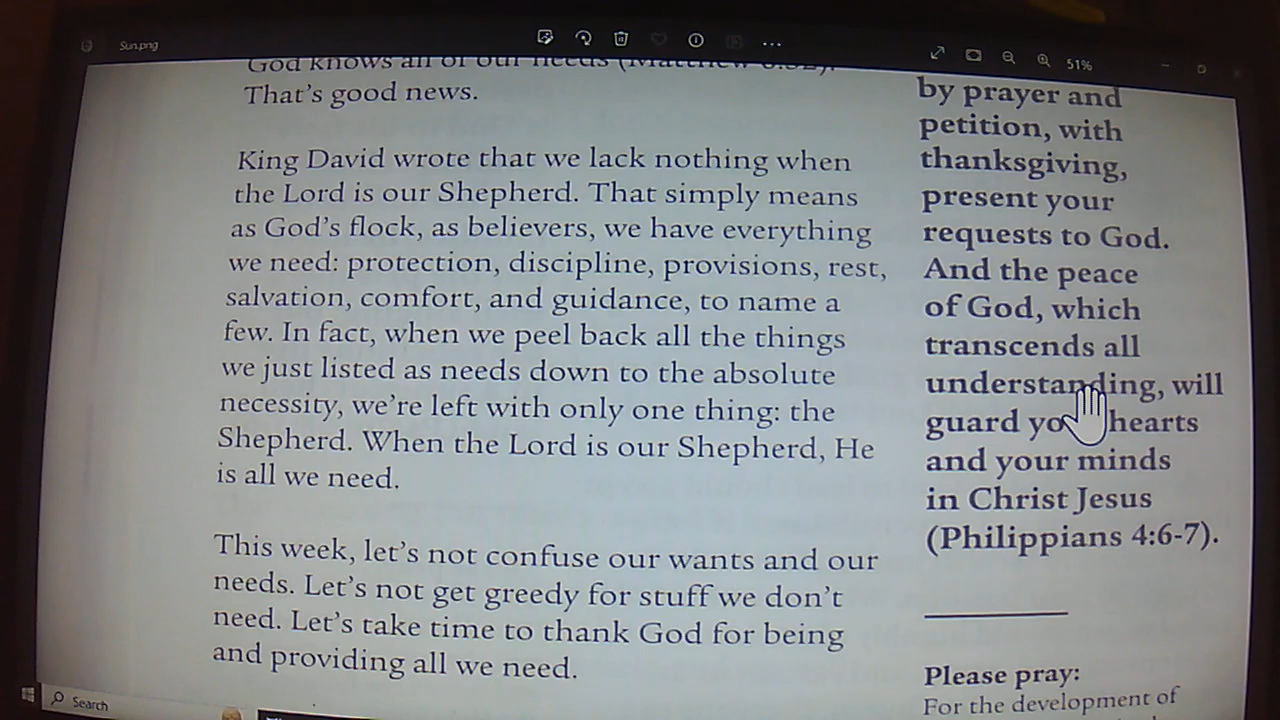 Sun.png
51%
God knows all of our needs (Matthew
That's good news.
King David wrote that we lack nothing when
the Lord is our Shepherd. That simply means
as God's flock, as believers, we have everything
we need: protection, discipline, provisions, rest,
salvation, comfort, and guidance, to name a
few. In fact, when we peel back all the things
we just listed as needs down to the absolute
necessity, we're left with only one thing: the
Shepherd. When the Lord is our Shepherd, He
is all we need.
This week, let's not confuse our wants and our
needs. Let's not get greedy for stuff we don't
need. Let's take time to thank God for being
and providing all we need.
by prayer and
petition, with
thanksgiving,
present your
requests to God.
And the peace
of God, which
transcends all
understanding, will
guard your hearts
and your minds
in Christ Jesus
(Philippians 4:6-7).
Please pray:
For the development of
Search